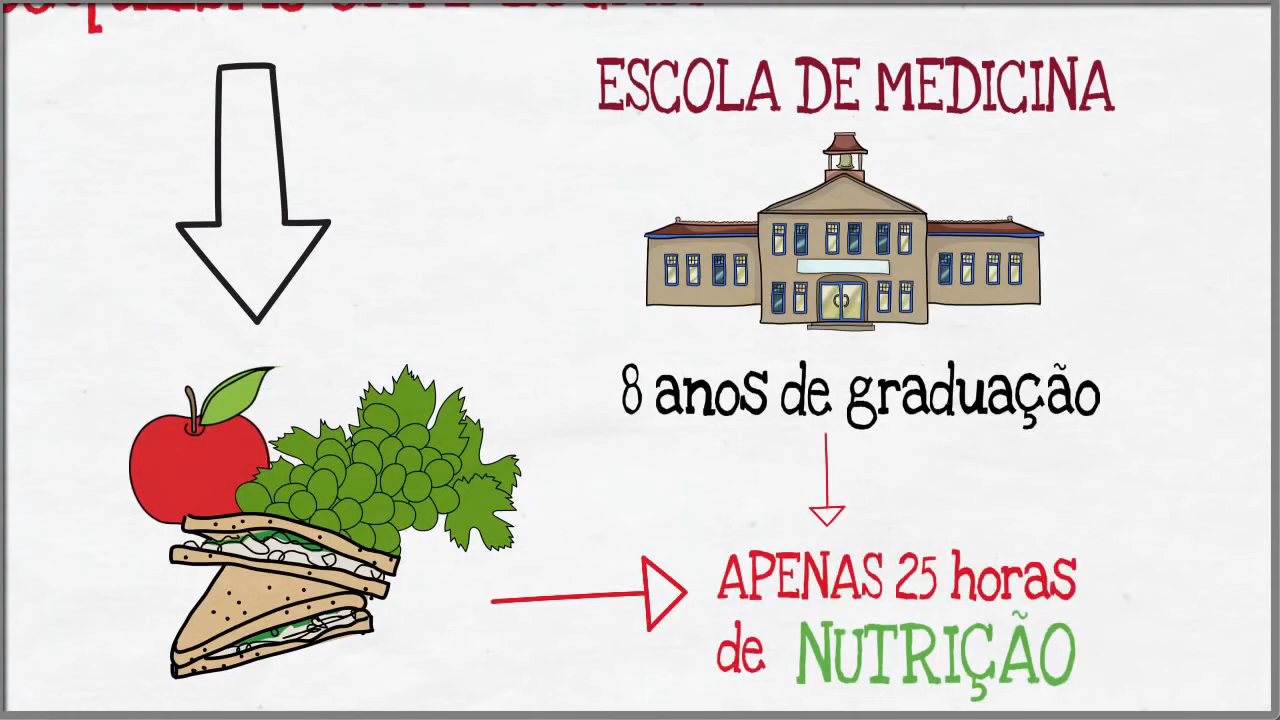 ESCOLA DE MEDICINA
8 anos de graduação
APENAS 25 horas
de NUTRIÇÃO